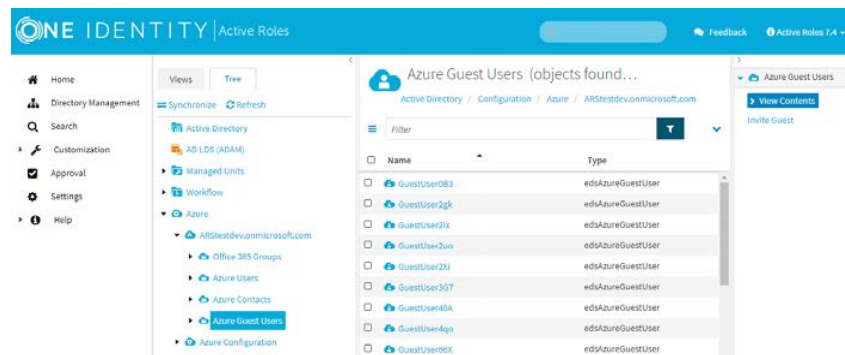 ONE IDENTITY Active Roles
Feedback
Active Roles 7.4
Home
Directory Management
Search
Customization
Approval
Settings
Help
Views
Tree
Synchronize
Refresh
Active Directory
AD LDS (ADAM)
Managed Units
Workflow
Azure
ARStestdev.onmicrosoft.com
Office 365 Groups
Azure Users
Azure Contacts
Azure Guest Users
Azure Configuration
Azure Guest Users (objects found...
Active Directory / Configuration / Azure / ARStestdev.onmicrosoft.com
Filter
Name
Type
GuestUser0B3 edsAzureGuestUser
GuestUser2gk edsAzureGuestUser
GuestUser2lx edsAzureGuestUser
GuestUser2uo edsAzureGuestUser
GuestUser2Xi edsAzureGuestUser
GuestUser3G7 edsAzureGuestUser
GuestUser40A edsAzureGuestUser
GuestUser4qo edsAzureGuestUser
GuestUser66X edsAzureGuestUser
Azure Guest Users
View Contents
Invite Guest